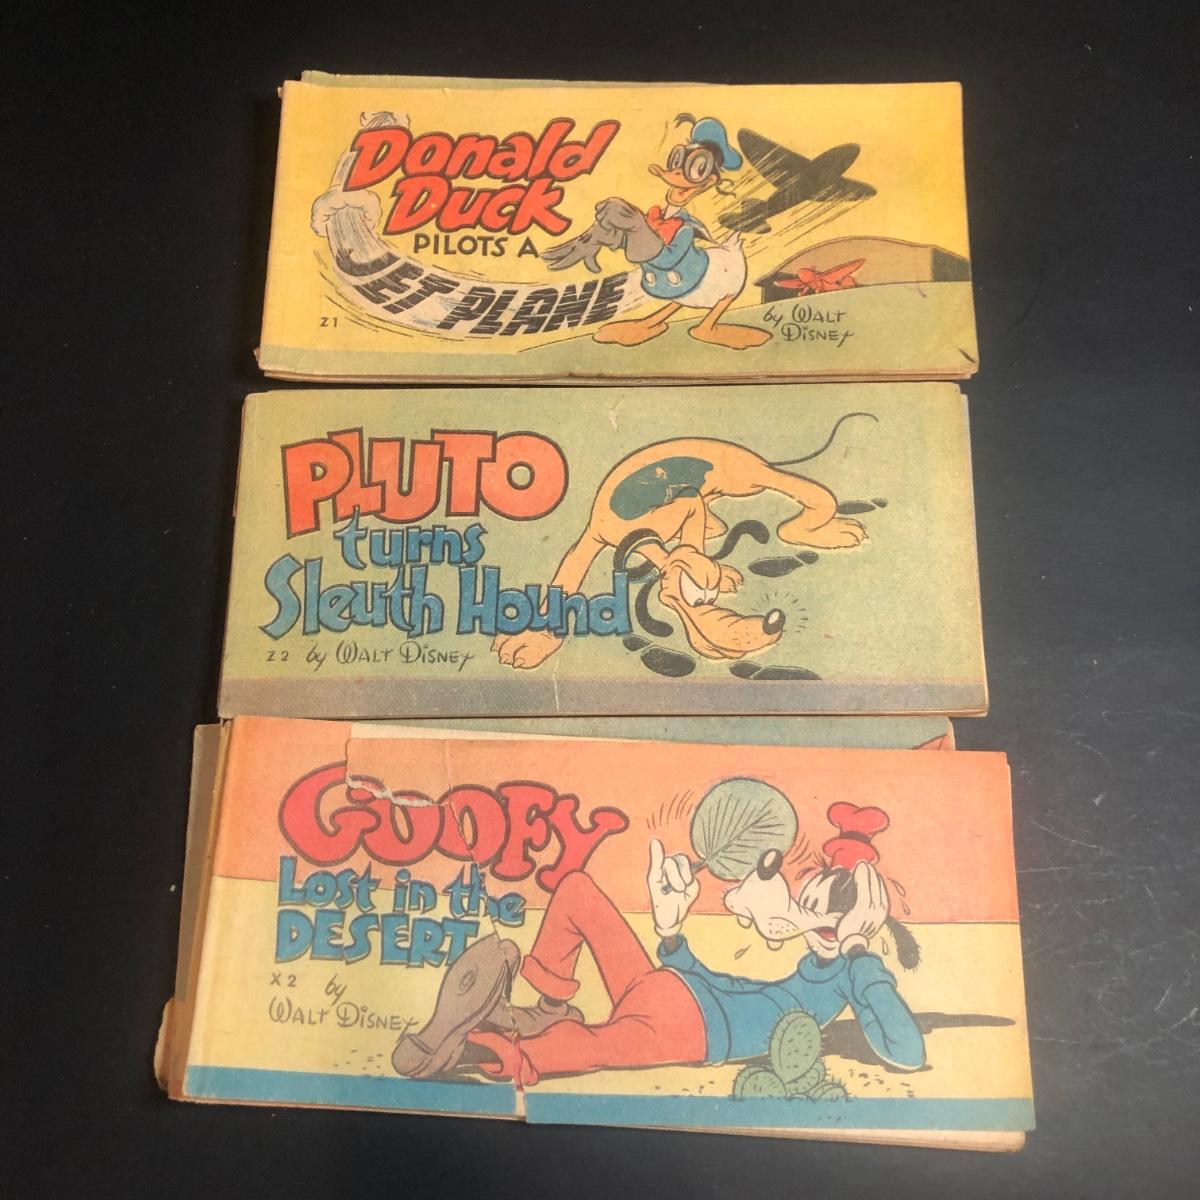 Donald
Duck
PILOTS A
JET PLANE
Z1
by WALT
DISNEY
PLUTO
turns
Sleuth Hound
Z2 by WALT DISNEY
GOOFY
Lost in the
DESERT
X2 by
WALT DISNEY